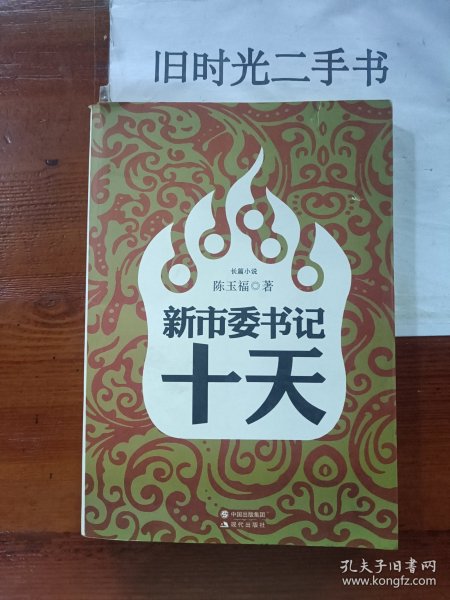 旧时光二手书
长篇小说
陈玉福◎著
新市委书记
十天
中国出版集团
现代出版社
孔夫子旧书网
www.kongfz.com